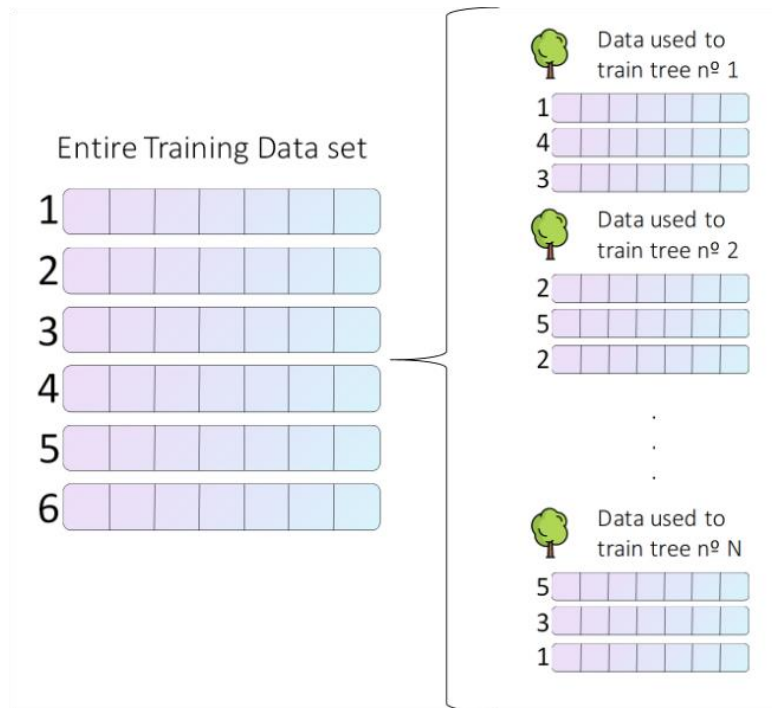 Entire Training Data set
1
2
3
4
5
6
Data used to
train tree nº 1
1
4
3
Data used to
train tree nº 2
2
5
2
.
.
.
Data used to
train tree nº N
5
3
1